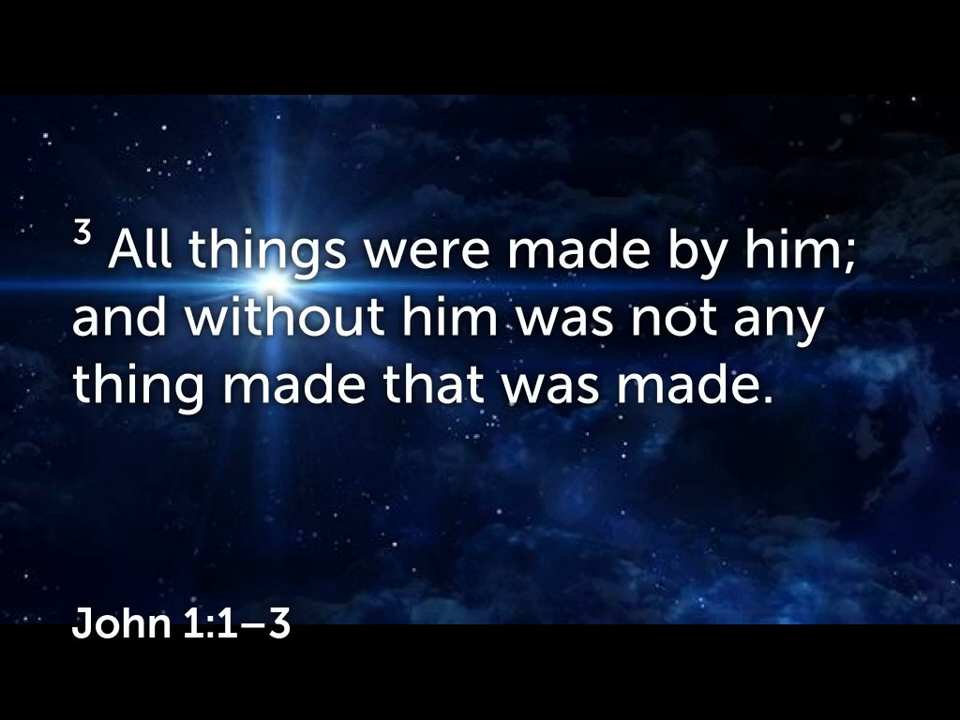 3 All things were made by him;
and without him was not any
thing made that was made.
John 1:1–3